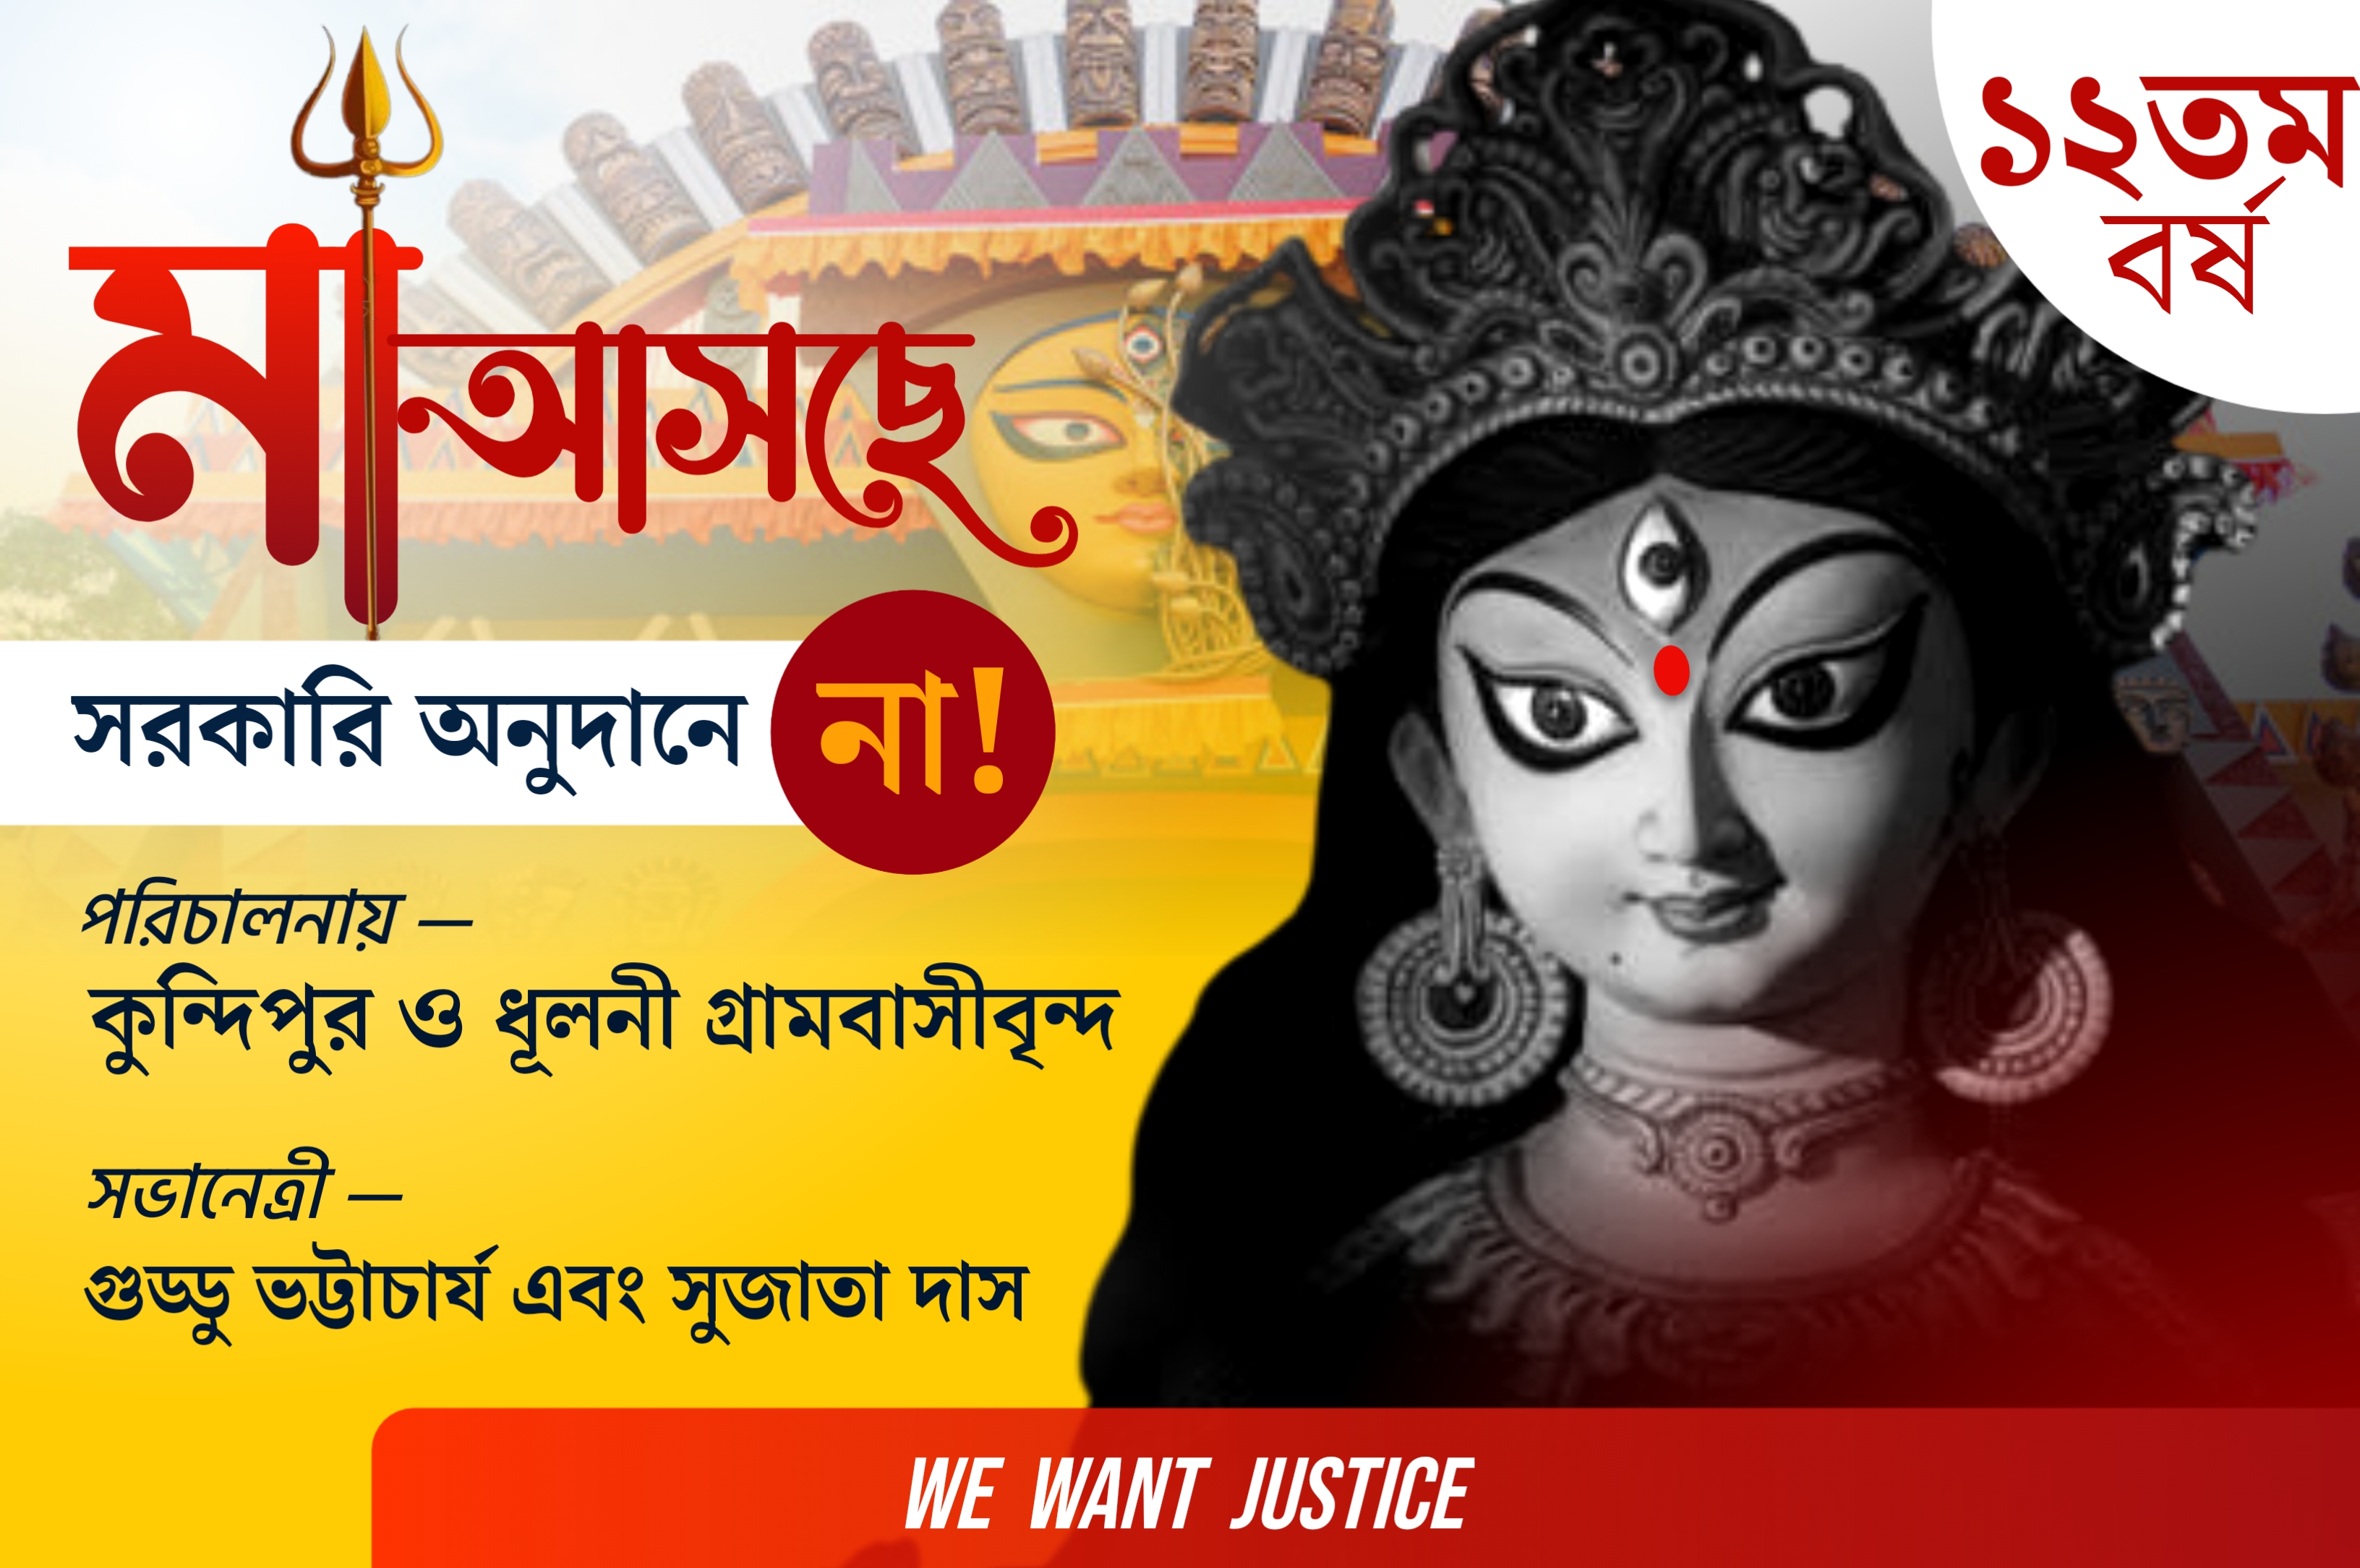 ১২তম
বর্ষ
মা আসছে
সরকারি অনুদানে না!
পরিচালনায় —
কুন্দিপুর ও ধূলনী গ্রামবাসীবৃন্দ
সভানেত্রী —
গুড্ডু ভট্টাচার্য এবং সুজাতা দাস
WE WANT JUSTICE